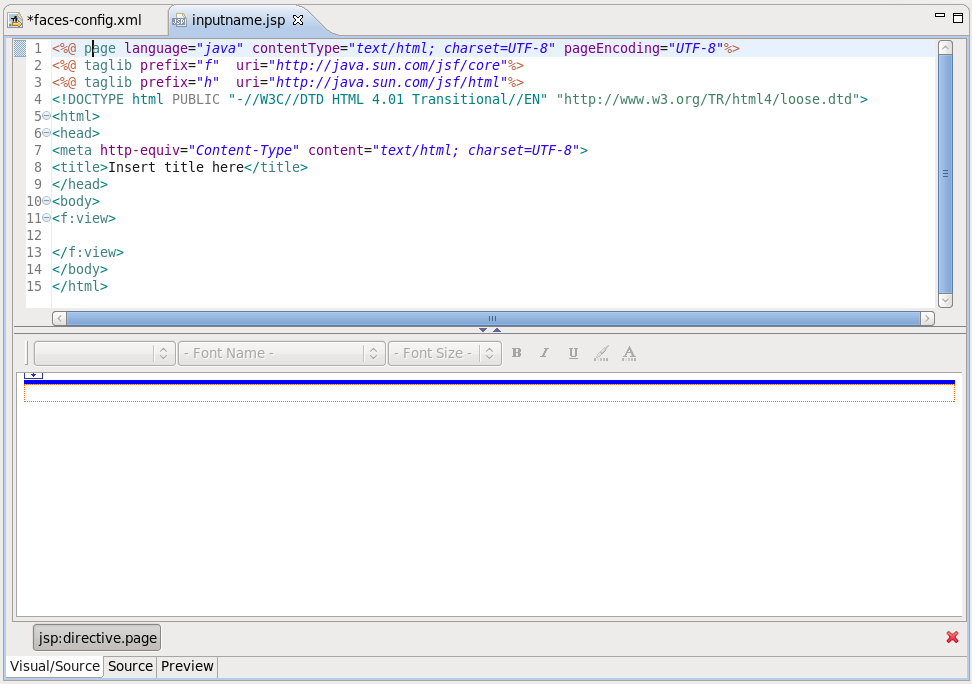 *faces-config.xml inputname.jsp
1 <%@ page language="java" contentType="text/html; charset=UTF-8" pageEncoding="UTF-8"%>
2 <%@ taglib prefix="f"  uri="http://java.sun.com/jsf/core"%>
3 <%@ taglib prefix="h"  uri="http://java.sun.com/jsf/html"%>
4 <!DOCTYPE html PUBLIC "-//W3C//DTD HTML 4.01 Transitional//EN" "http://www.w3.org/TR/html4/loose.dtd">
5 <html>
6 <head>
7 <meta http-equiv="Content-Type" content="text/html; charset=UTF-8">
8 <title>Insert title here</title>
9 </head>
10 <body>
11 <f:view>
12
13 </f:view>
14 </body>
15 </html>
- Font Name - - Font Size - B I U A
jsp:directive.page
Visual/Source Source Preview